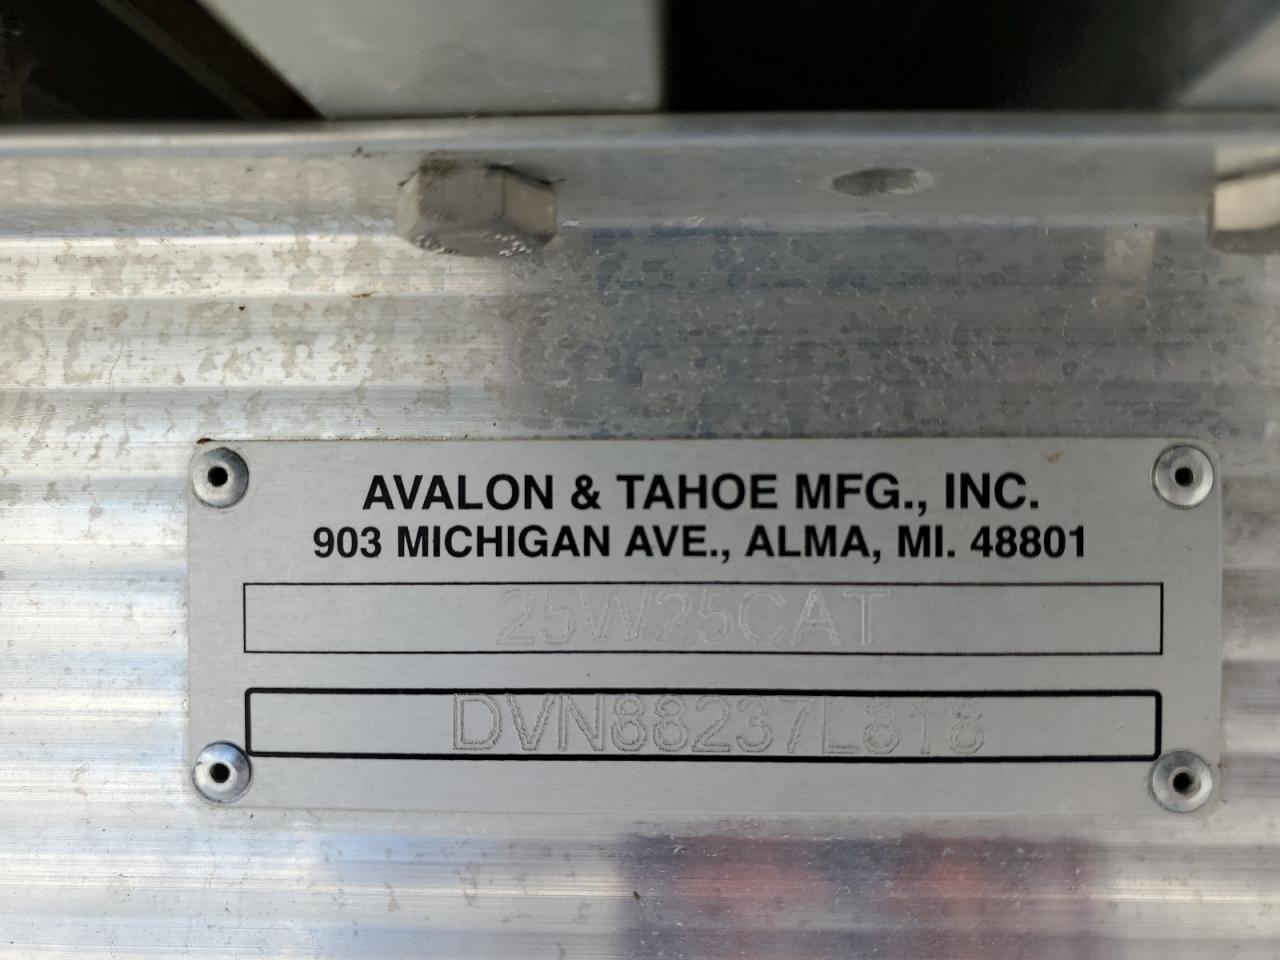 AVALON & TAHOE MFG., INC.
903 MICHIGAN AVE., ALMA, MI. 48801
25W25CAT
DVN88237L818